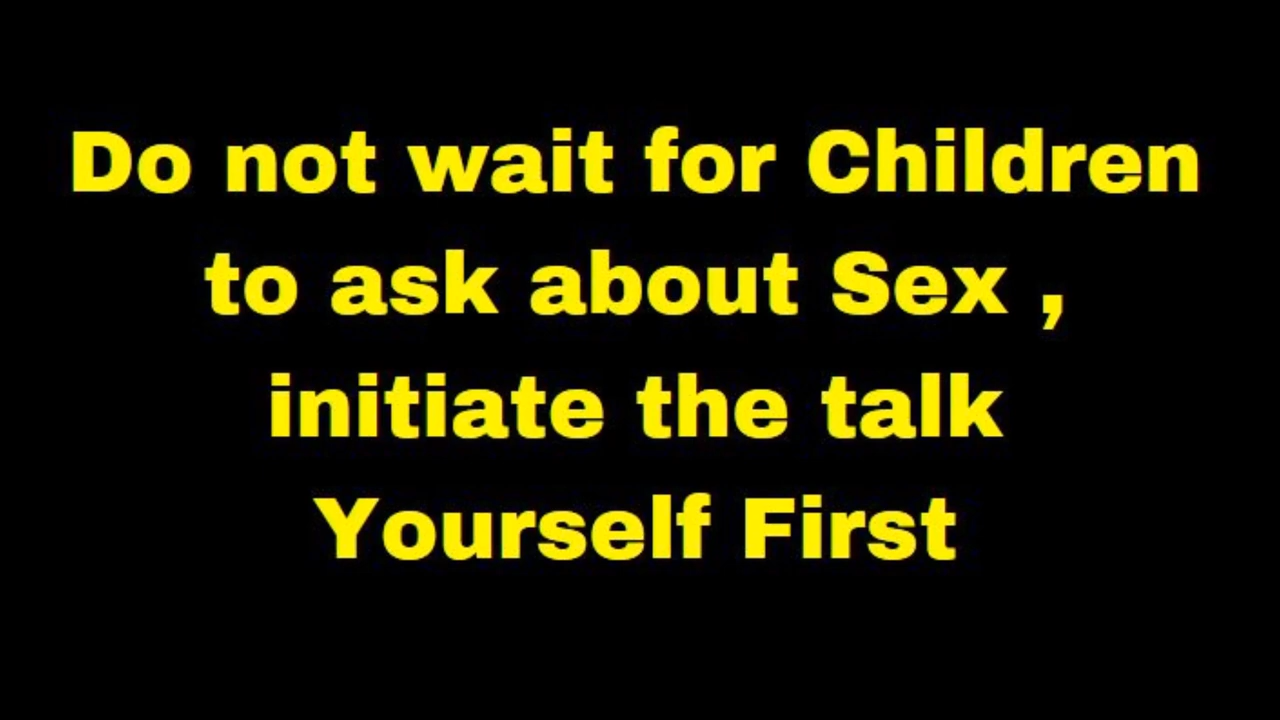 Do not wait for Children
to ask about Sex ,
initiate the talk
Yourself First